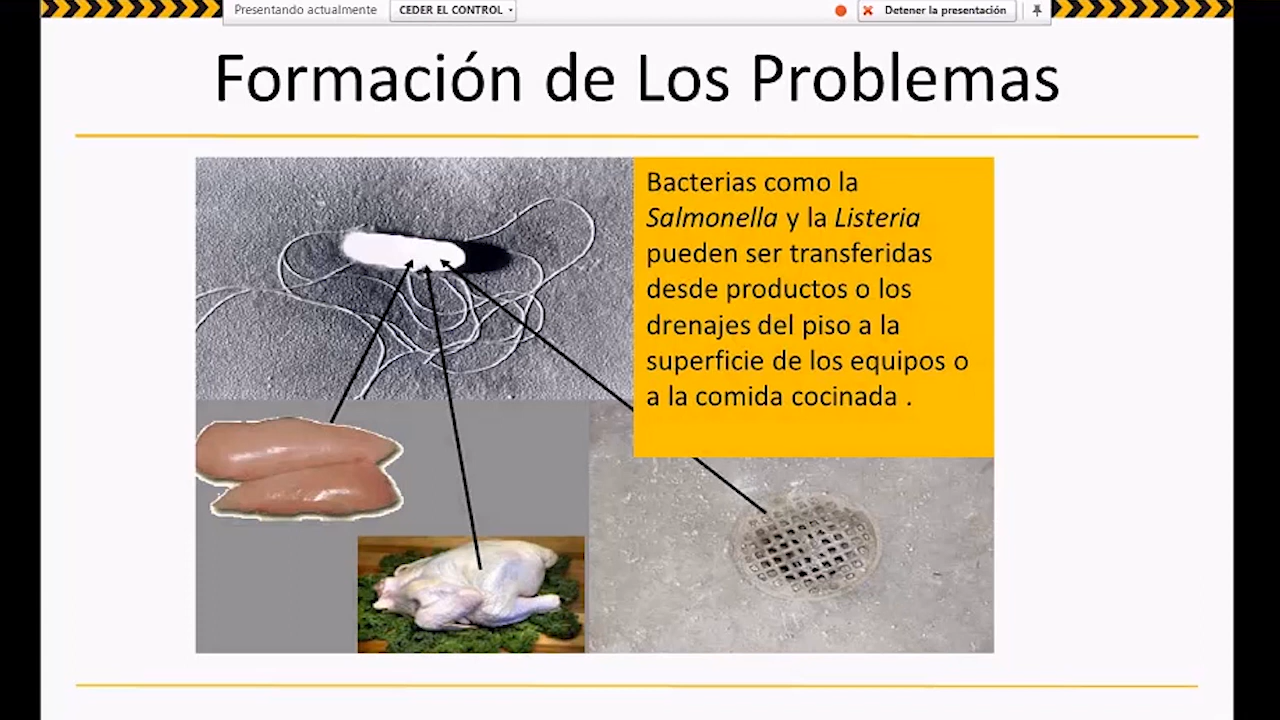 Presentando actualmente CEDER EL CONTROL Detener la presentación
Formación de Los Problemas
Bacterias como la
Salmonella y la Listeria
pueden ser transferidas
desde productos o los
drenajes del piso a la
superficie de los equipos o
a la comida cocinada .